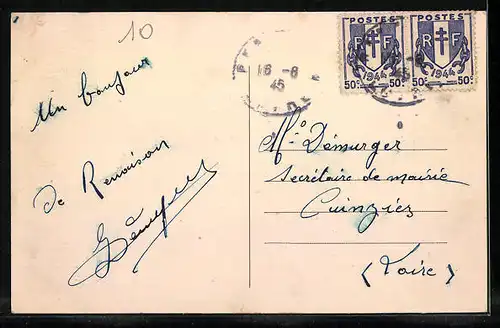 10
POSTES
RF
1944
50c 50c
POSTES
RF
1944
50c 50c
16-8
45
Un bonjour
de Renaison
Mr Démurger
Secrétaire de mairie
Cuinzier
(Loire)